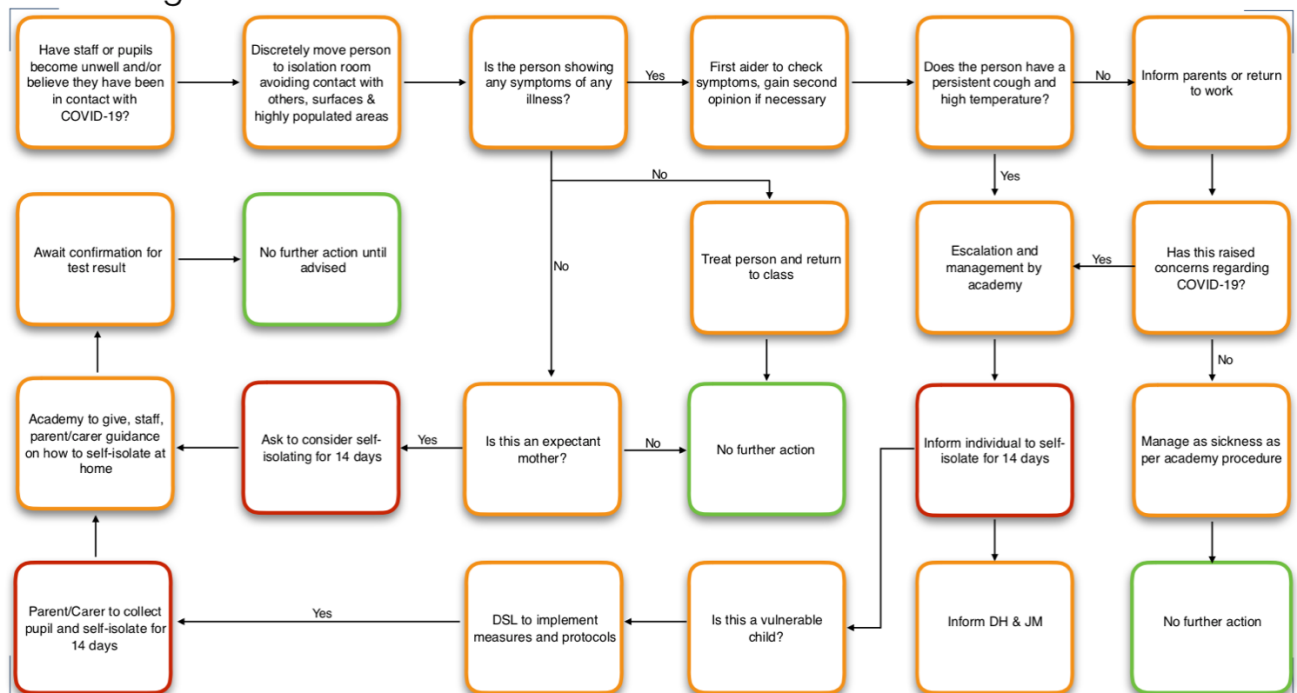 Have staff or pupils
become unwell and/or
believe they have been
in contact with
COVID-19?
Discretely move person
to isolation room
avoiding contact with
others, surfaces &
highly populated areas
Is the person showing
any symptoms of any
illness?
Yes
First aider to check
symptoms, gain second
opinion if necessary
Does the person have a
persistent cough and
high temperature?
No
Inform parents or return
to work
No
Yes
Await confirmation for
test result
No further action until
advised
No
Treat person and return
to class
Escalation and
management by
academy
Yes
Has this raised
concerns regarding
COVID-19?
No
Academy to give, staff,
parent/carer guidance
on how to self-isolate at
home
Ask to consider self-
isolating for 14 days
Yes
Is this an expectant
mother?
No
No further action
Inform individual to self-
isolate for 14 days
Manage as sickness as
per academy procedure
Parent/Carer to collect
pupil and self-isolate for
14 days
Yes
DSL to implement
measures and protocols
Is this a vulnerable
child?
Inform DH & JM
No further action